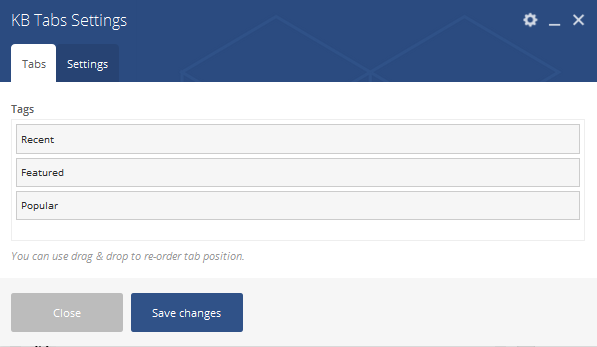 KB Tabs Settings
Tabs
Settings
Tags
Recent
Featured
Popular
You can use drag & drop to re-order tab position.
Close
Save changes